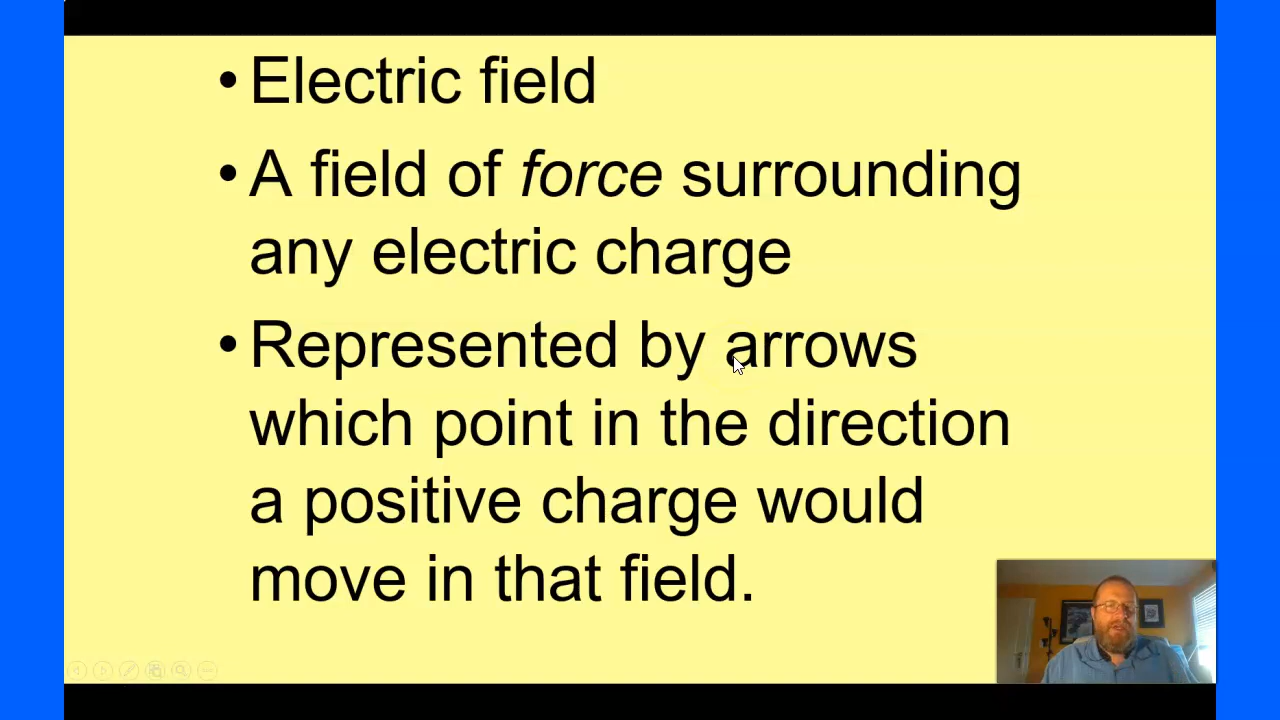 •Electric field
•A field of force surrounding
any electric charge
•Represented by arrows
which point in the direction
a positive charge would
move in that field.